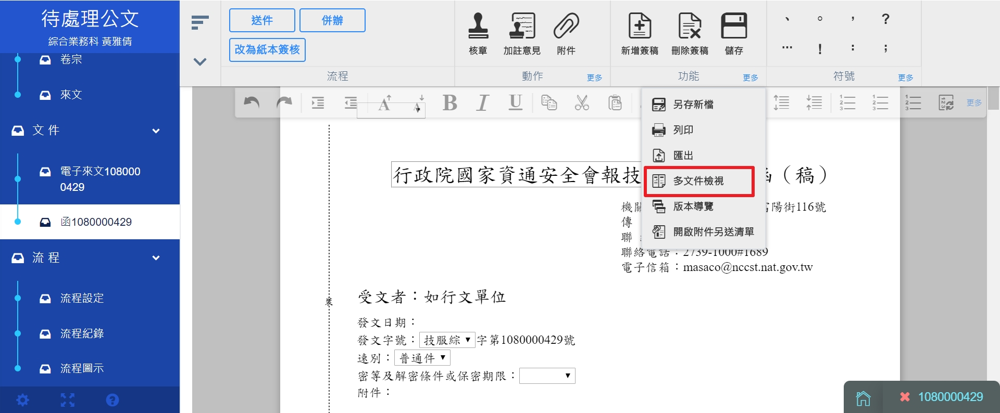 待處理公文
綜合業務科 黃雅倩
卷宗
來文
文 件
電子來文108000
0429
函1080000429
流 程
流程設定
流程紀錄
流程圖示
送件
併辦
改為紙本簽核
流程
核章
加註意見
附件
動作
更多
新增簽稿
刪除簽稿
儲存
功能
更多
、 。 , ?
… ! : ;
符號
更多
A A B I U
更多
另存新檔
列印
匯出
多文件檢視
版本導覽
開啟附件另送清單
行政院國家資通安全會報技
函（稿）
機關
富陽街116號
傳
聯
聯絡電話：2739-1000#1689
電子信箱：masaco@nccst.nat.gov.tw
裝
受文者：如行文單位
發文日期：
發文字號：技服綜字第1080000429號
速別：普通件
密等及解密條件或保密期限：
附件：
1080000429